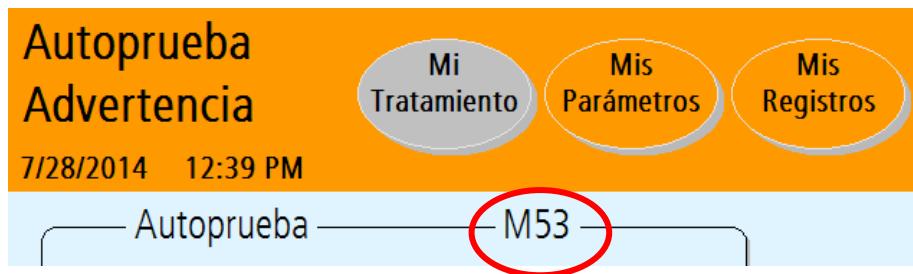 Autoprueba
Advertencia
7/28/2014 12:39 PM
Mi
Tratamiento
Mis
Parámetros
Mis
Registros
Autoprueba M53